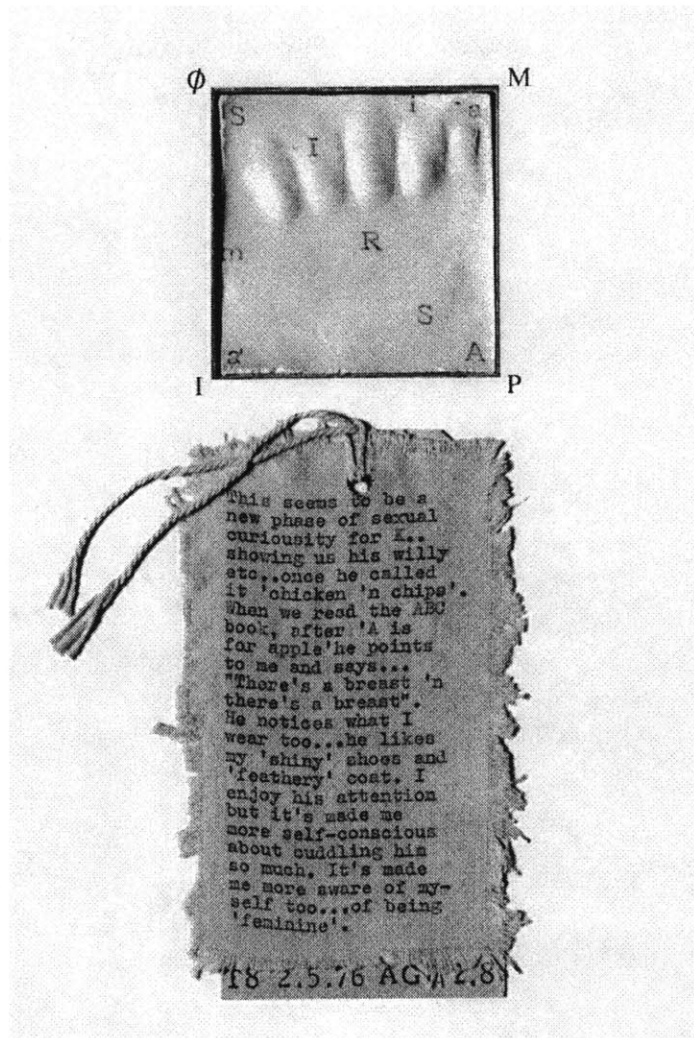 ϕ M
S i a
I
R
m
S
a' A
I P
This seems to be a
new phase of sexual
curiousity for K..
showing us his willy
etc..once he called
it 'chicken 'n chips'.
When we read the ABC
book, after 'A is
for apple'he points
to me and says...
"There's a breast 'n
there's a breast".
He notices what I
wear too...he likes
my 'shiny' shoes and
'feathery' coat. I
enjoy his attention
but it's made me
more self-conscious
about cuddling him
so much. It's made
me more aware of my-
self too...of being
'feminine'.
T8 2.5.76 2.8